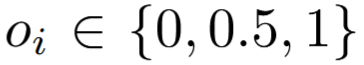 oᵢ ∈ {0, 0.5, 1}